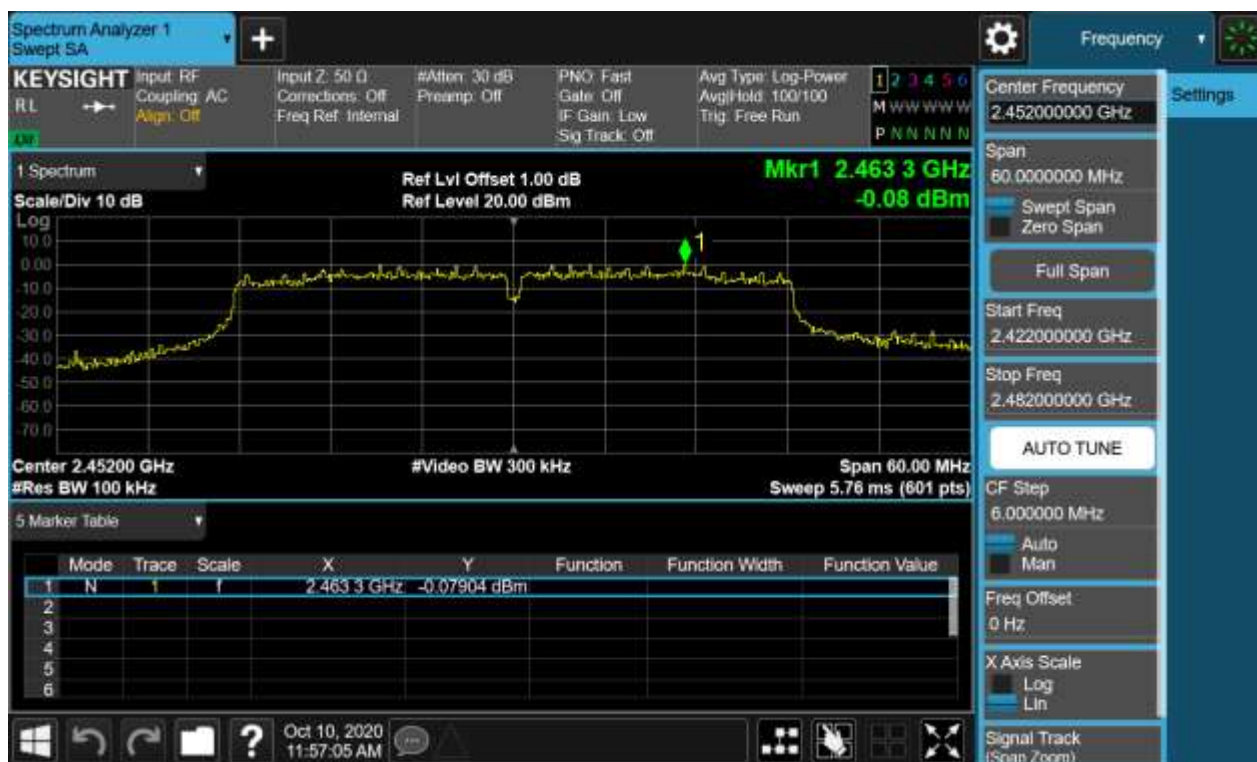 Spectrum Analyzer 1
Swept SA
Frequency
KEYSIGHT
RL
Input: RF
Coupling: AC
Align: Off
Input Z: 50 Ω
Corrections: Off
Freq Ref: Internal
#Atten: 30 dB
Preamp: Off
PNO: Fast
Gate: Off
IF Gain: Low
Sig Track: Off
Avg Type: Log-Power
Avg|Hold: 100/100
Trig: Free Run
1 2 3 4 5 6
M W W W W W
P N N N N N
1 Spectrum
Scale/Div 10 dB
Ref Lvl Offset 1.00 dB
Ref Level 20.00 dBm
Mkr1 2.463 3 GHz
-0.08 dBm
Log
10.0
0.00
-10.0
-20.0
-30.0
-40.0
-50.0
-60.0
-70.0
1
Center 2.45200 GHz
#Res BW 100 kHz
#Video BW 300 kHz
Span 60.00 MHz
Sweep 5.76 ms (601 pts)
5 Marker Table
Mode Trace Scale X Y Function Function Width Function Value
1 N 1 f 2.463 3 GHz -0.07904 dBm
2
3
4
5
6
Oct 10, 2020
11:57:05 AM
?
Center Frequency
2.452000000 GHz
Settings
Span
60.0000000 MHz
Swept Span
Zero Span
Full Span
Start Freq
2.422000000 GHz
Stop Freq
2.482000000 GHz
AUTO TUNE
CF Step
6.000000 MHz
Auto
Man
Freq Offset
0 Hz
X Axis Scale
Log
Lin
Signal Track
(Span Zoom)